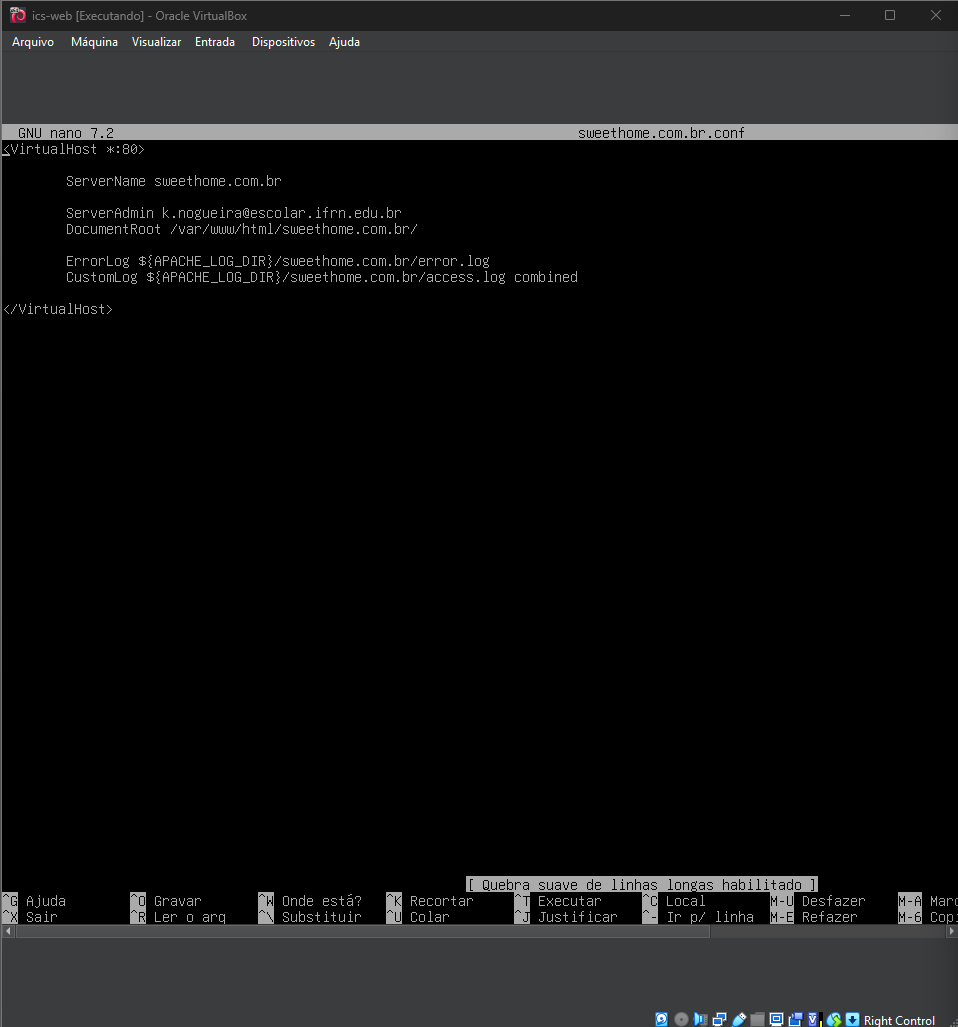 ics-web [Executando] - Oracle VirtualBox
Arquivo Máquina Visualizar Entrada Dispositivos Ajuda
GNU nano 7.2 sweethome.com.br.conf
<VirtualHost *:80>
ServerName sweethome.com.br
ServerAdmin k.nogueira@escolar.ifrn.edu.br
DocumentRoot /var/www/html/sweethome.com.br/
ErrorLog ${APACHE_LOG_DIR}/sweethome.com.br/error.log
CustomLog ${APACHE_LOG_DIR}/sweethome.com.br/access.log combined
</VirtualHost>
[ Quebra suave de linhas longas habilitado ]
^G Ajuda ^O Gravar ^W Onde está? ^K Recortar ^T Executar ^C Local M-U Desfazer M-A Marc
^X Sair ^R Ler o arq ^\ Substituir ^U Colar ^J Justificar ^- Ir p/ linha M-E Refazer M-6 Copi
Right Control